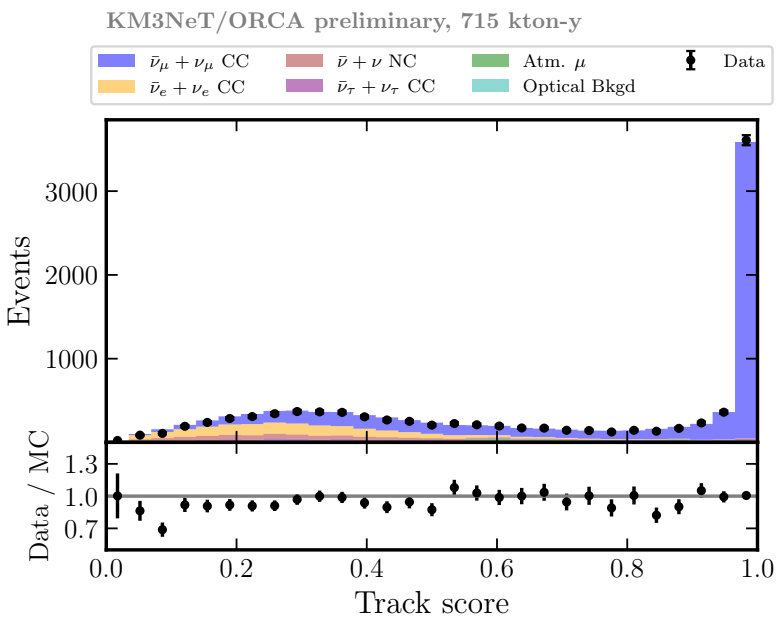 KM3NeT/ORCA preliminary, 715 kton-y
ν̄μ + νμ CC
ν̄ + ν NC
Atm. μ
Data
ν̄e + νe CC
ν̄τ + ντ CC
Optical Bkgd
Events
3000
2000
1000
Data / MC
1.3
1.0
0.7
0.0 0.2 0.4 0.6 0.8 1.0
Track score